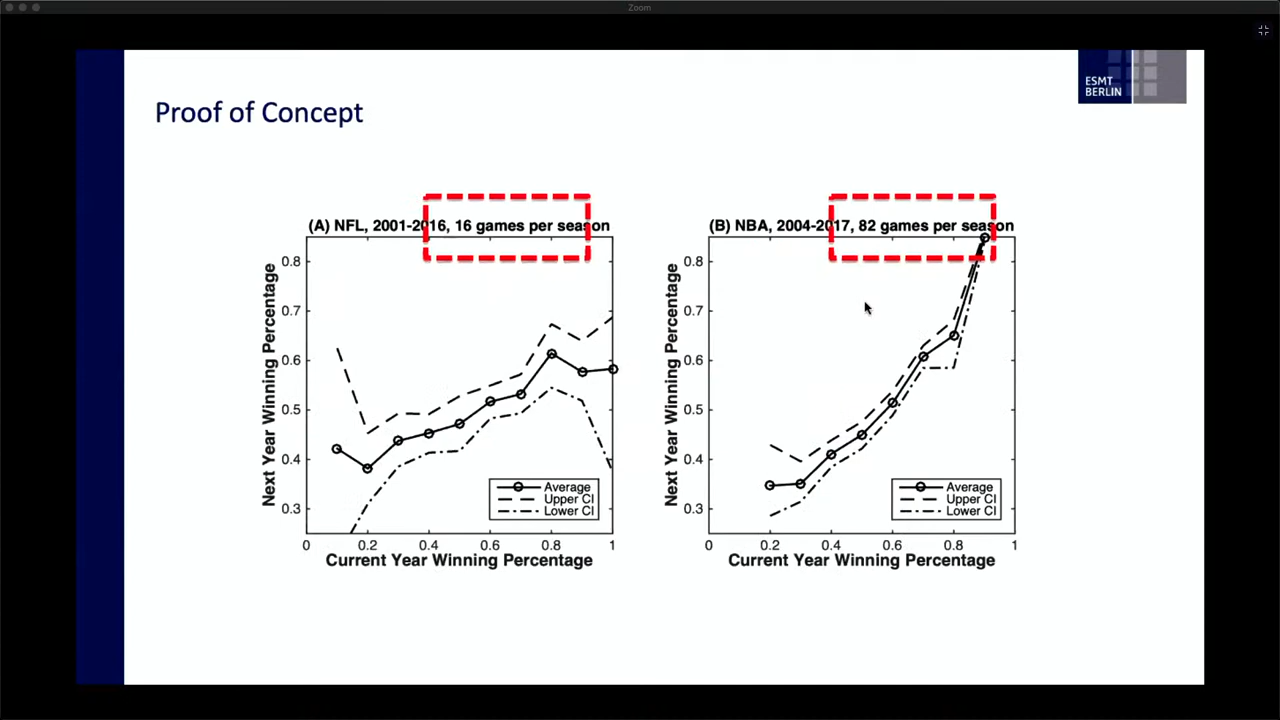 Zoom
ESMT
BERLIN
Proof of Concept
(A) NFL, 2001-2016, 16 games per season
Next Year Winning Percentage
0.8
0.7
0.6
0.5
0.4
0.3
Average
Upper CI
Lower CI
0 0.2 0.4 0.6 0.8 1
Current Year Winning Percentage
(B) NBA, 2004-2017, 82 games per season
Next Year Winning Percentage
0.8
0.7
0.6
0.5
0.4
0.3
Average
Upper CI
Lower CI
0 0.2 0.4 0.6 0.8 1
Current Year Winning Percentage